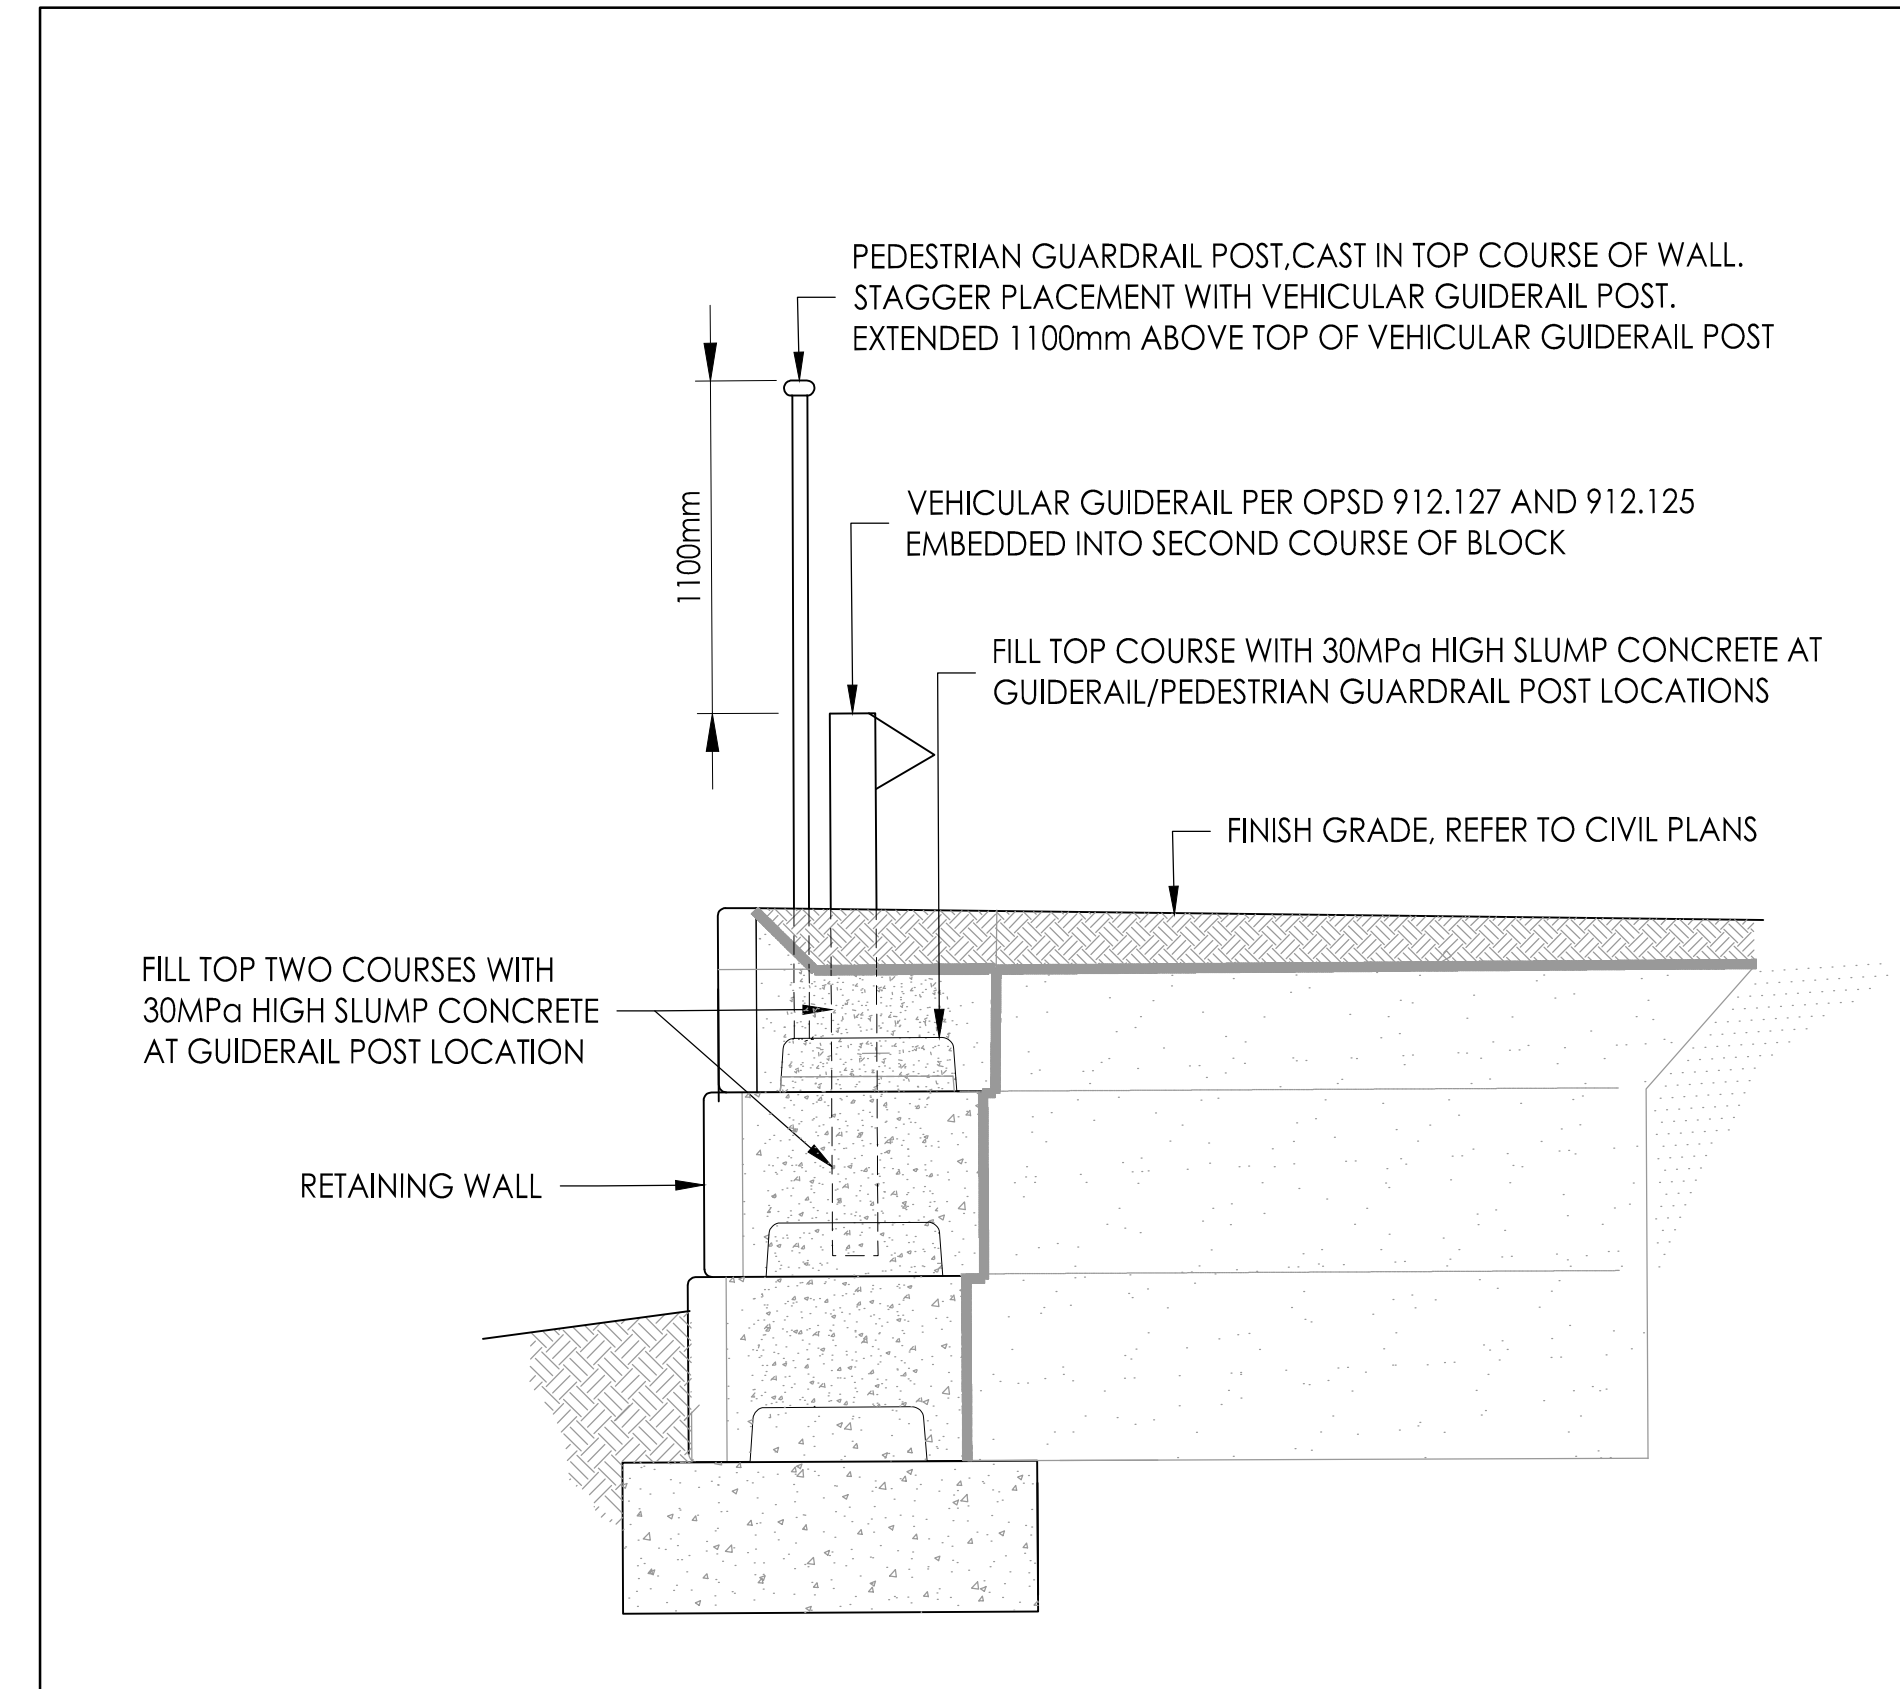 PEDESTRIAN GUARDRAIL POST,CAST IN TOP COURSE OF WALL.
STAGGER PLACEMENT WITH VEHICULAR GUIDERAIL POST.
EXTENDED 1100mm ABOVE TOP OF VEHICULAR GUIDERAIL POST
1100mm
VEHICULAR GUIDERAIL PER OPSD 912.127 AND 912.125
EMBEDDED INTO SECOND COURSE OF BLOCK
FILL TOP COURSE WITH 30MPa HIGH SLUMP CONCRETE AT
GUIDERAIL/PEDESTRIAN GUARDRAIL POST LOCATIONS
FINISH GRADE, REFER TO CIVIL PLANS
FILL TOP TWO COURSES WITH
30MPa HIGH SLUMP CONCRETE
AT GUIDERAIL POST LOCATION
RETAINING WALL